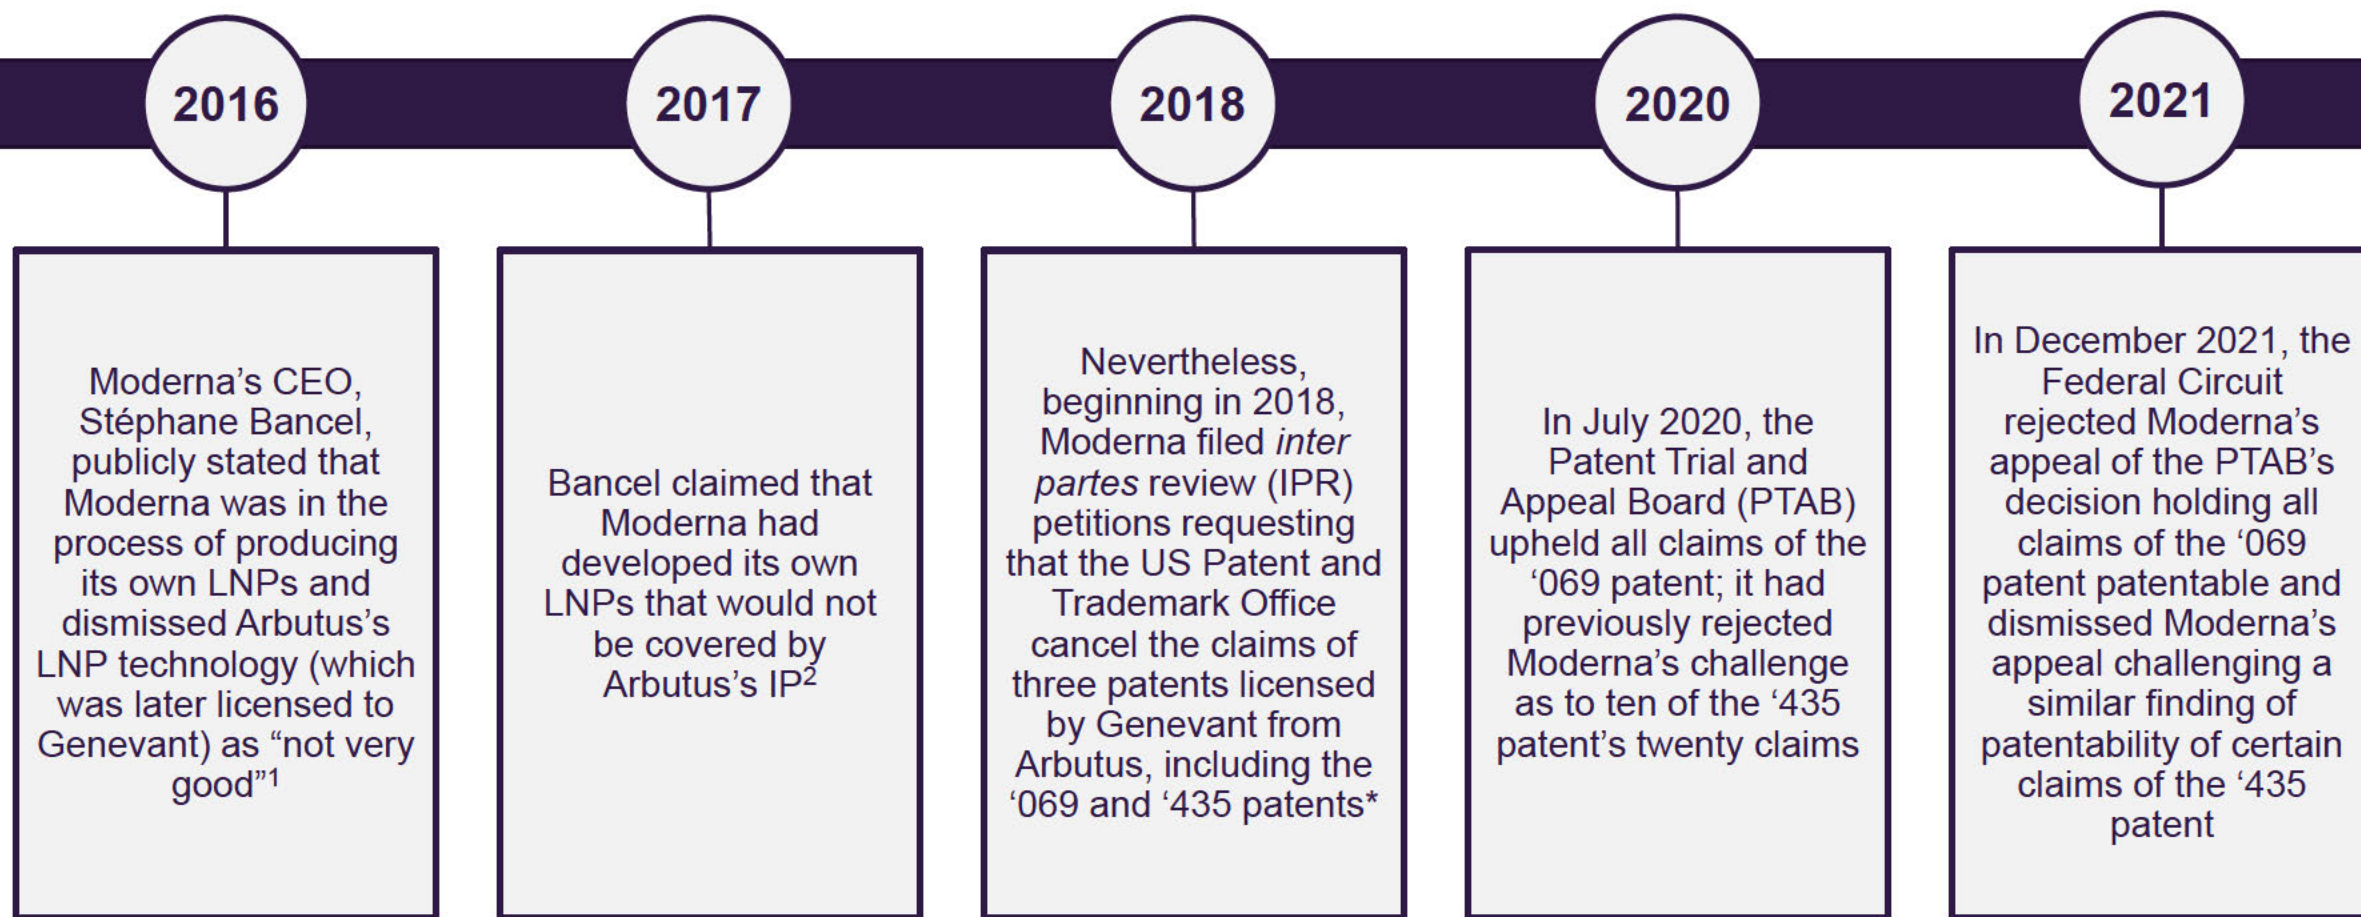 2016
2017
2018
2020
2021
Moderna’s CEO,
Stéphane Bancel,
publicly stated that
Moderna was in the
process of producing
its own LNPs and
dismissed Arbutus’s
LNP technology (which
was later licensed to
Genevant) as “not very
good”1
Bancel claimed that
Moderna had
developed its own
LNPs that would not
be covered by
Arbutus’s IP2
Nevertheless,
beginning in 2018,
Moderna filed inter
partes review (IPR)
petitions requesting
that the US Patent and
Trademark Office
cancel the claims of
three patents licensed
by Genevant from
Arbutus, including the
‘069 and ‘435 patents*
In July 2020, the
Patent Trial and
Appeal Board (PTAB)
upheld all claims of the
‘069 patent; it had
previously rejected
Moderna’s challenge
as to ten of the ‘435
patent’s twenty claims
In December 2021, the
Federal Circuit
rejected Moderna’s
appeal of the PTAB’s
decision holding all
claims of the ‘069
patent patentable and
dismissed Moderna’s
appeal challenging a
similar finding of
patentability of certain
claims of the ‘435
patent